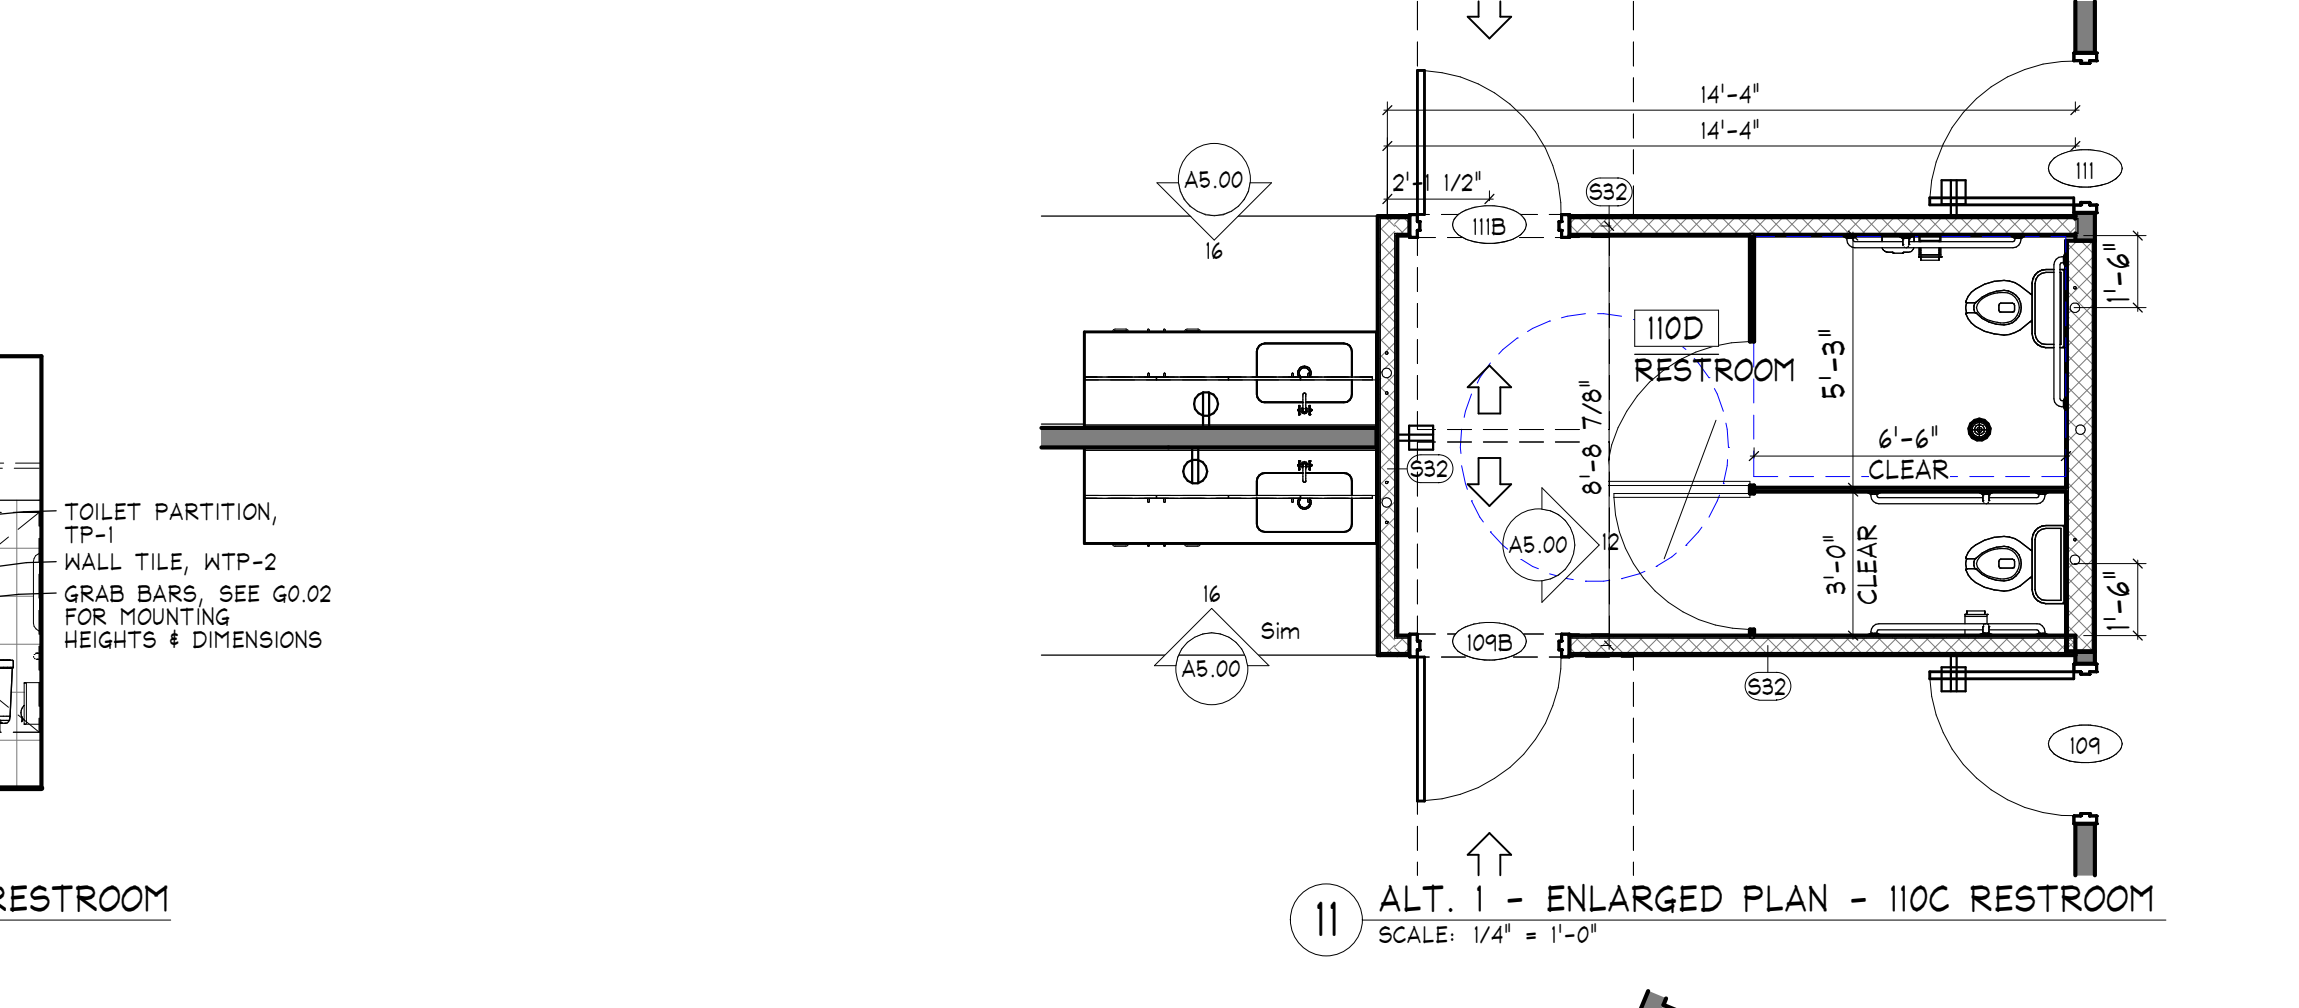 14'-4"
14'-4"
A5.00
16
2'-1 1/2"
S32
111
111B
1'-6"
110D
RESTROOM
5'-3"
8'-8 7/8"
6'-6"
CLEAR
S32
TOILET PARTITION,
TP-1
WALL TILE, WTP-2
GRAB BARS, SEE G0.02
FOR MOUNTING
HEIGHTS & DIMENSIONS
A5.00
12
3'-0"
CLEAR
1'-6"
16
Sim
A5.00
109B
S32
109
RESTROOM
11
ALT. 1 - ENLARGED PLAN - 110C RESTROOM
SCALE: 1/4" = 1'-0"